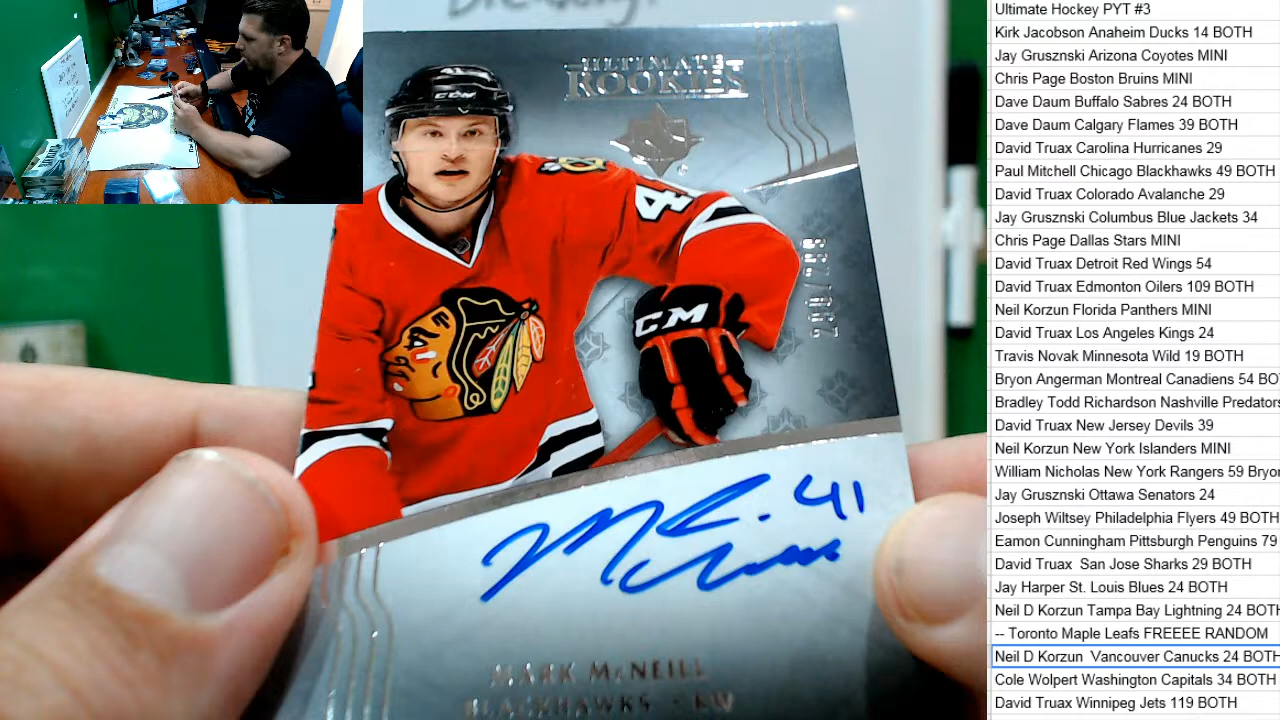 ULTIMATE
ROOKIES
41
CCM
4
CCM
M. 41
MARK MCNEILL
BLACKHAWKS - RW
Ultimate Hockey PYT #3
Kirk Jacobson Anaheim Ducks 14 BOTH
Jay Grusznski Arizona Coyotes MINI
Chris Page Boston Bruins MINI
Dave Daum Buffalo Sabres 24 BOTH
Dave Daum Calgary Flames 39 BOTH
David Truax Carolina Hurricanes 29
Paul Mitchell Chicago Blackhawks 49 BOTH
David Truax Colorado Avalanche 29
Jay Grusznski Columbus Blue Jackets 34
Chris Page Dallas Stars MINI
David Truax Detroit Red Wings 54
David Truax Edmonton Oilers 109 BOTH
Neil Korzun Florida Panthers MINI
David Truax Los Angeles Kings 24
Travis Novak Minnesota Wild 19 BOTH
Bryon Angerman Montreal Canadiens 54 BO
Bradley Todd Richardson Nashville Predators
David Truax New Jersey Devils 39
Neil Korzun New York Islanders MINI
William Nicholas New York Rangers 59 Bryo
Jay Grusznski Ottawa Senators 24
Joseph Wiltsey Philadelphia Flyers 49 BOTH
Eamon Cunningham Pittsburgh Penguins 79
David Truax San Jose Sharks 29 BOTH
Jay Harper St. Louis Blues 24 BOTH
Neil D Korzun Tampa Bay Lightning 24 BOTH
-- Toronto Maple Leafs FREEEE RANDOM
Neil D Korzun Vancouver Canucks 24 BOTH
Cole Wolpert Washington Capitals 34 BOTH
David Truax Winnipeg Jets 119 BOTH